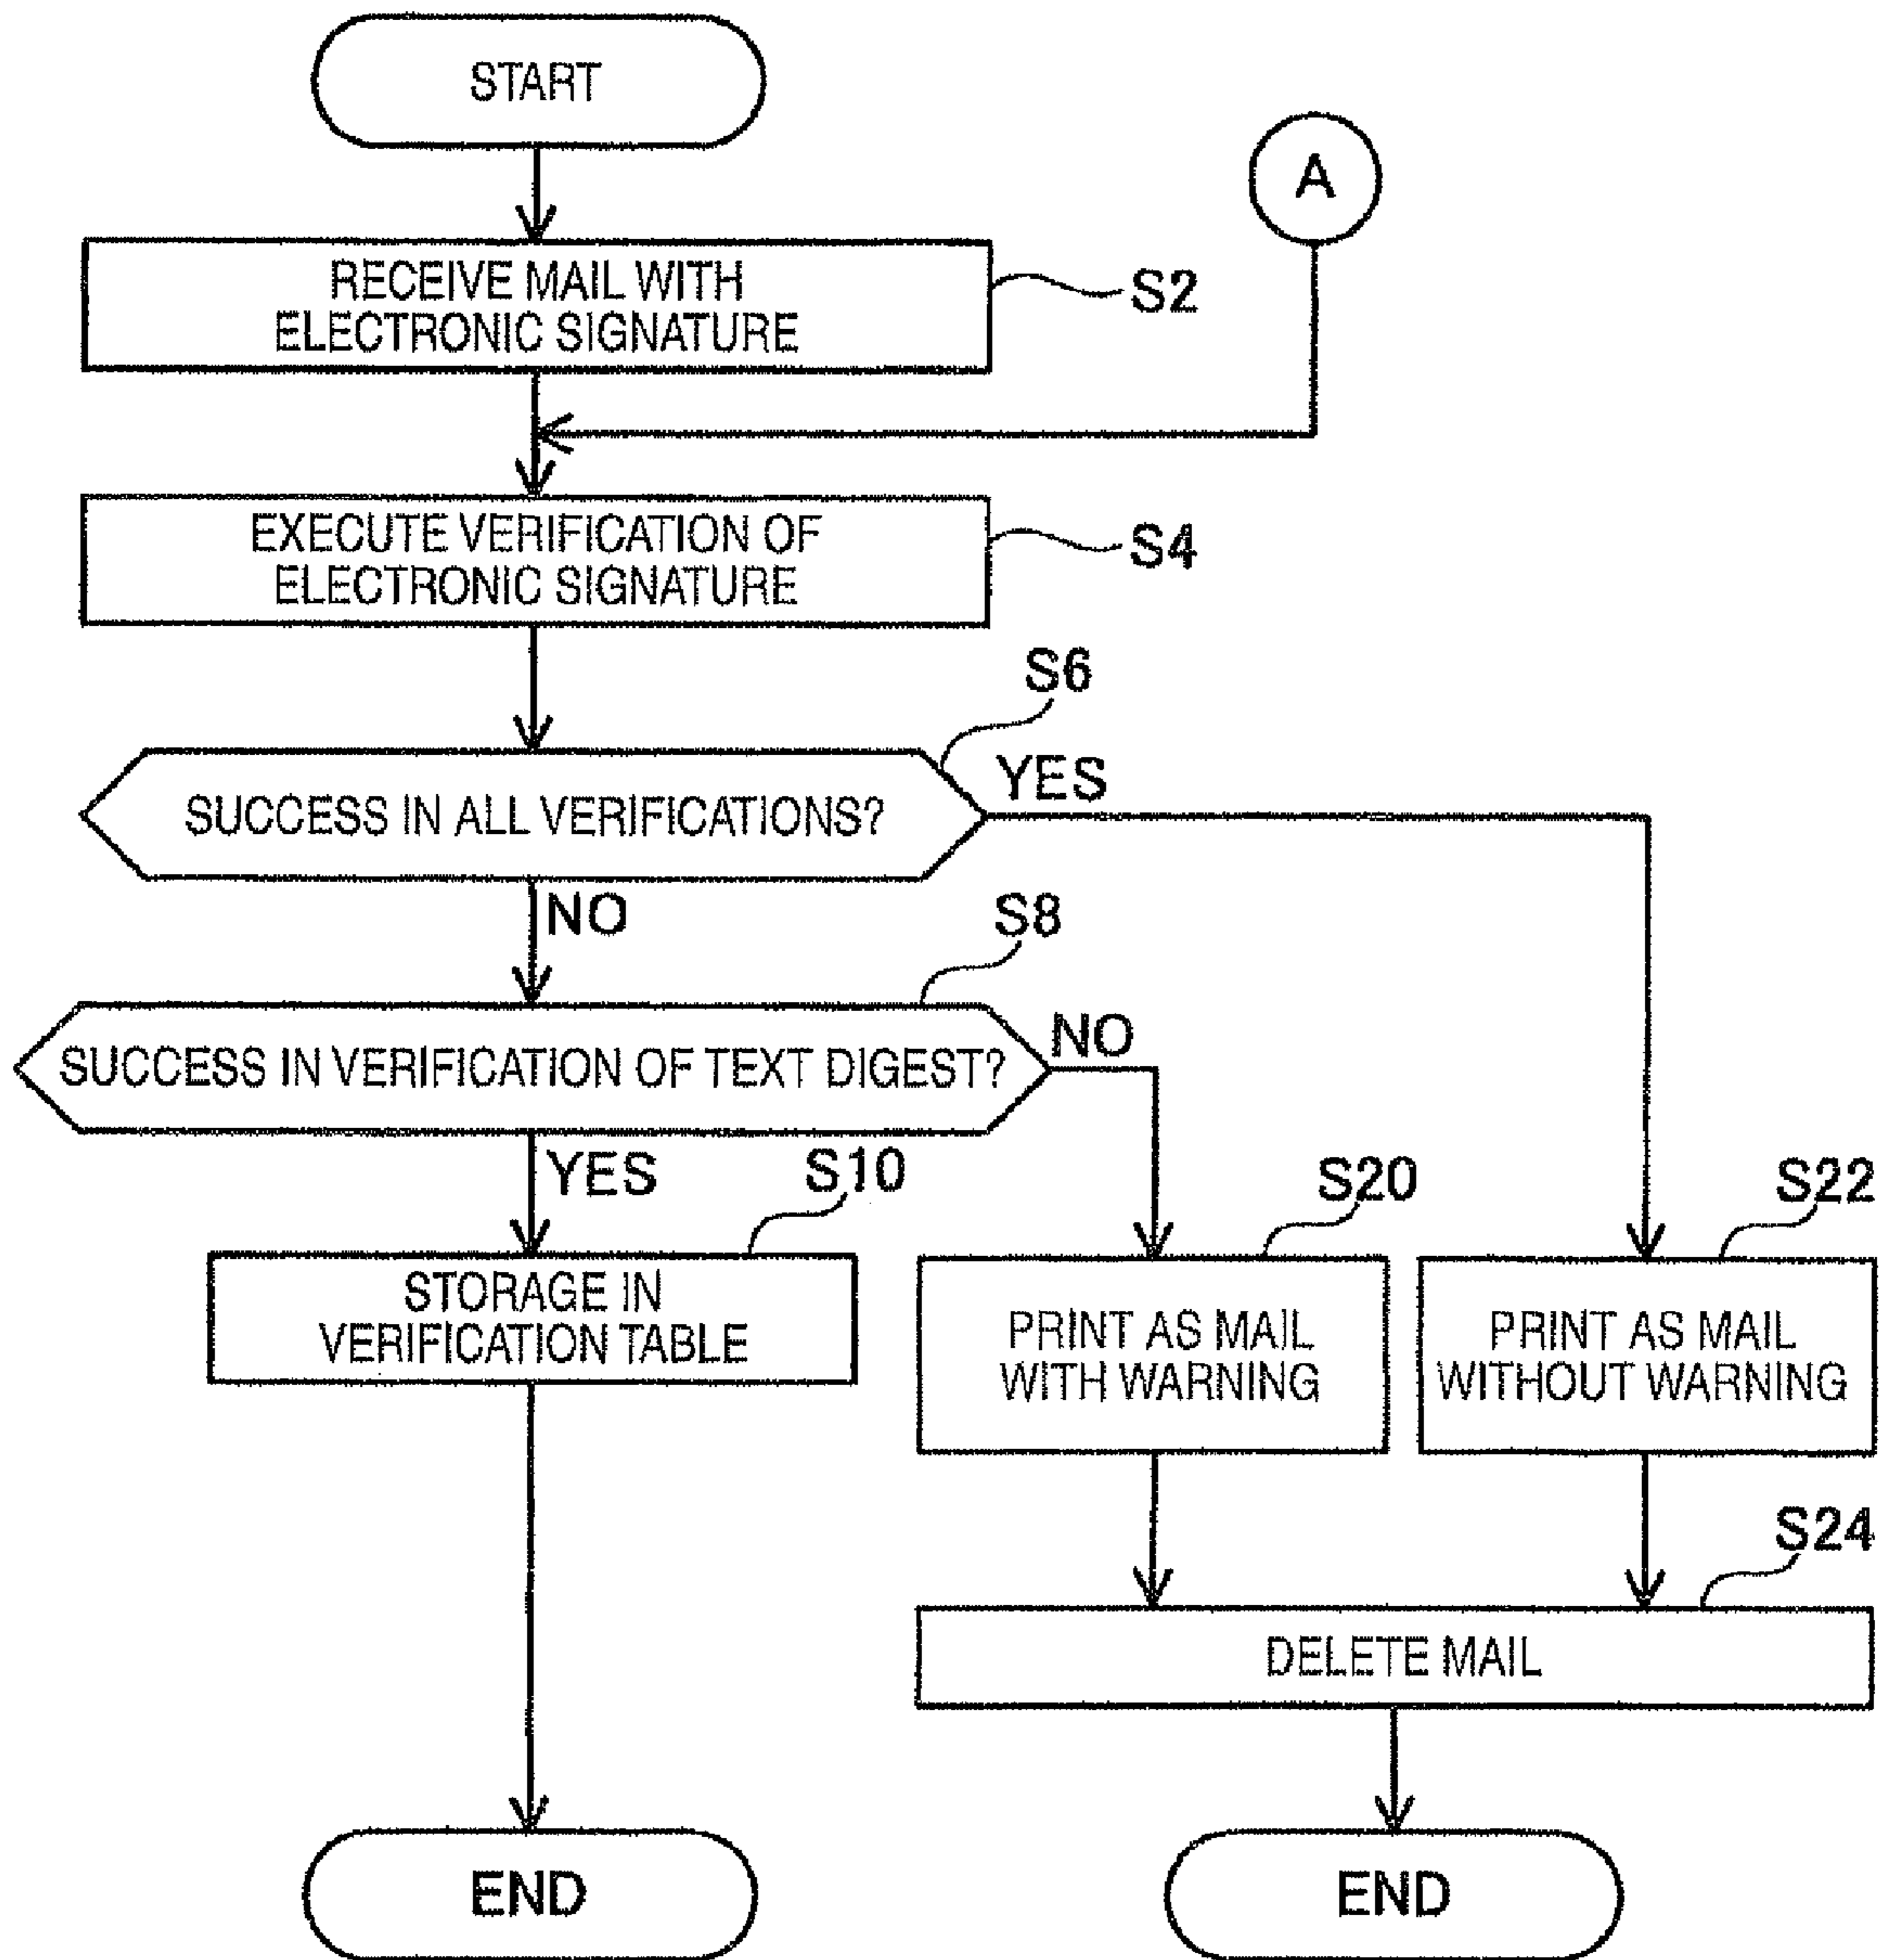 START
A
RECEIVE MAIL WITH
ELECTRONIC SIGNATURE
S2
EXECUTE VERIFICATION OF
ELECTRONIC SIGNATURE
S4
S6
SUCCESS IN ALL VERIFICATIONS?
YES
NO
S8
SUCCESS IN VERIFICATION OF TEXT DIGEST?
NO
YES
S10
STORAGE IN
VERIFICATION TABLE
S20
PRINT AS MAIL
WITH WARNING
S22
PRINT AS MAIL
WITHOUT WARNING
S24
DELETE MAIL
END
END